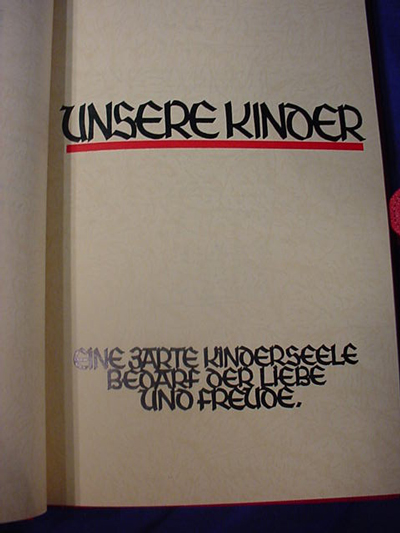 UNSERE KINDER
EINE ZARTE KINDERSEELE
BEDARF DER LIEBE
UND FREUDE.